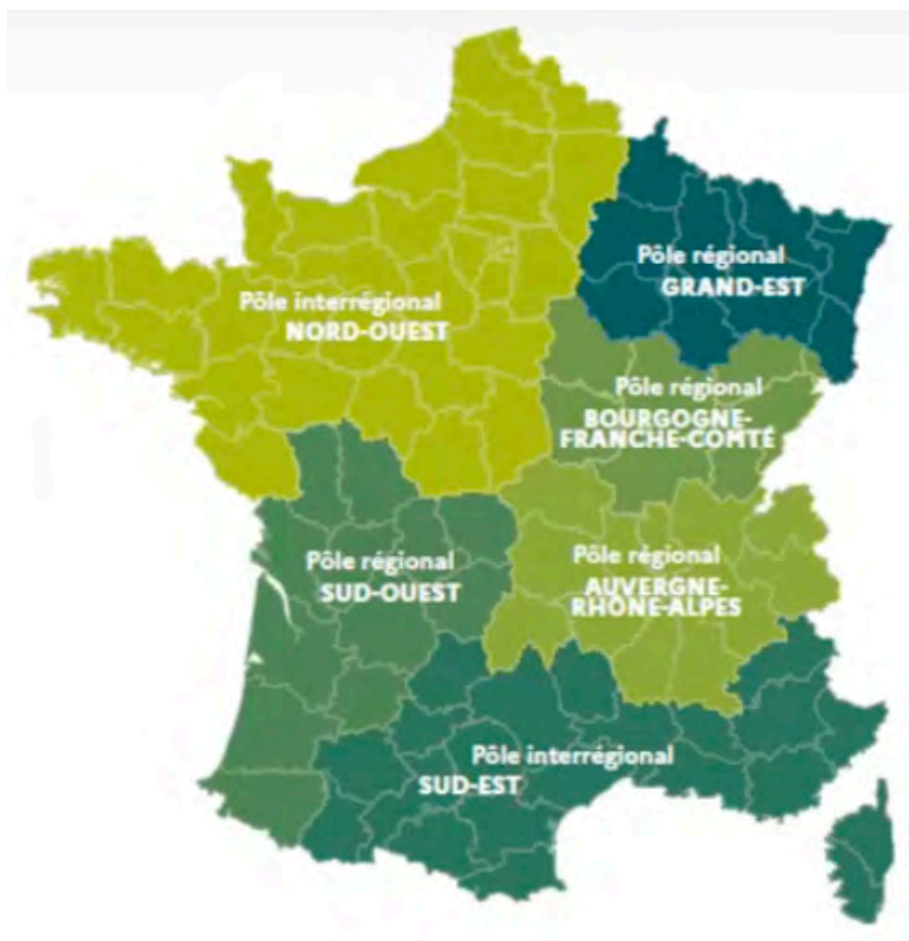 Pôle régional
GRAND-EST
Pôle interrégional
NORD-OUEST
Pôle régional
BOURGOGNE-
FRANCHE-COMTÉ
Pôle régional
SUD-OUEST
Pôle régional
AUVERGNE-
RHÔNE-ALPES
Pôle interrégional
SUD-EST